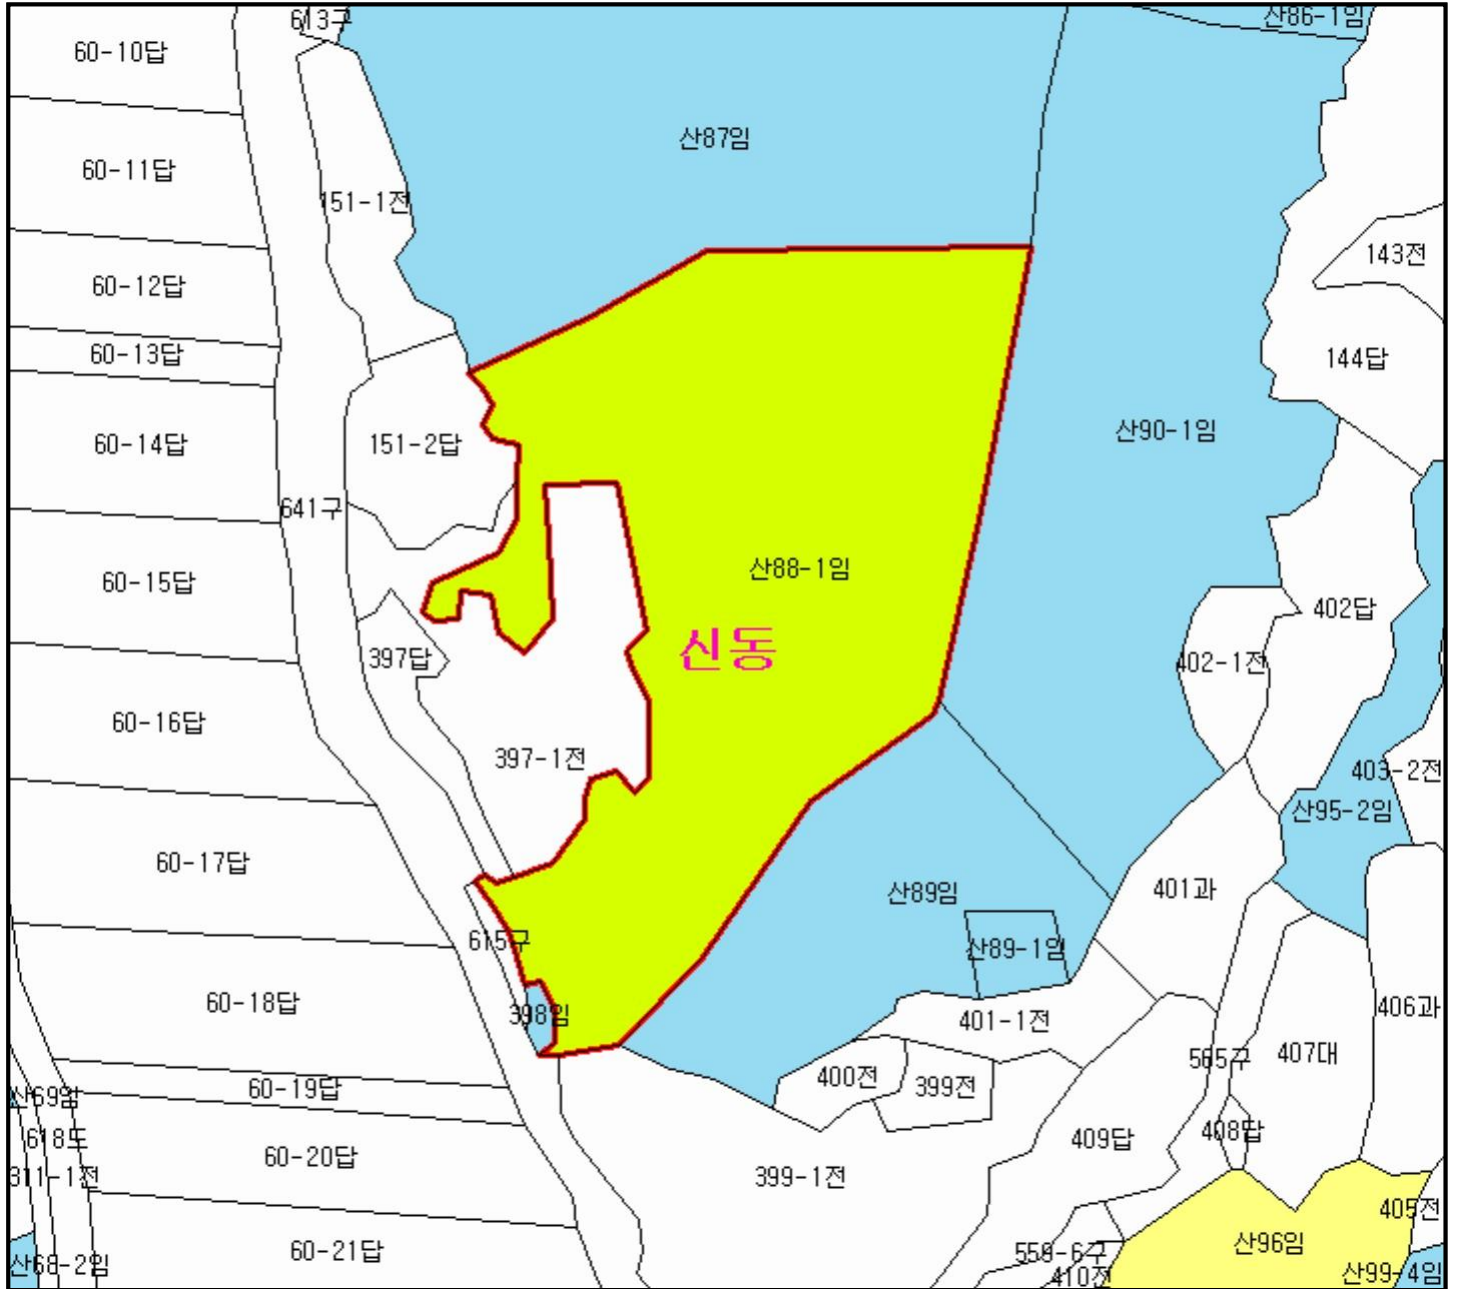 613구
산86-1임
60-10답
산87임
60-11답
151-1전
143전
60-12답
60-13답
144답
산90-1임
60-14답
151-2답
641구
산88-1임
60-15답
402답
신동
397답
402-1전
60-16답
397-1전
403-2전
산95-2임
60-17답
401과
산89임
615구
산89-1임
60-18답
398임
401-1전
406과
407대
565구
400전
399전
60-19답
산69임
618도
408답
409답
60-20답
311-1전
399-1전
405전
산96임
60-21답
559-6구
산68-2임
410전
산99-4임